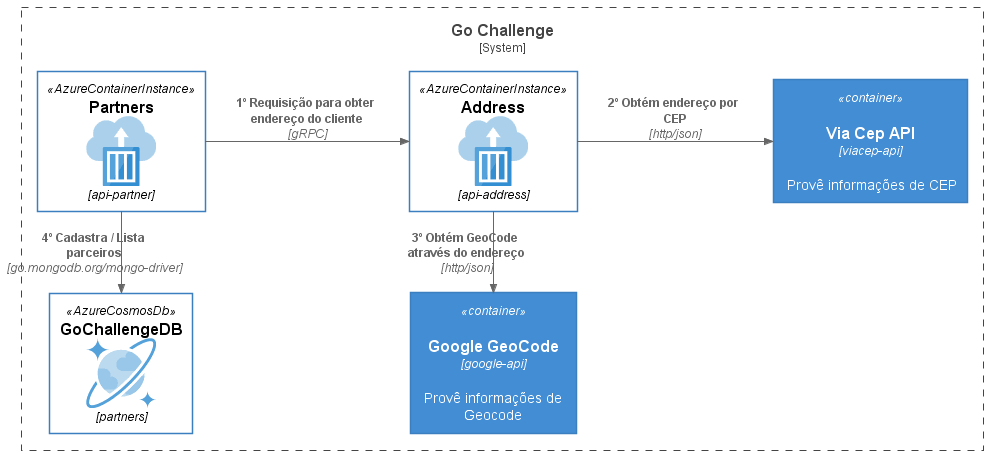 Go Challenge
[System]
«AzureContainerInstance»
Partners
[api-partner]
1° Requisição para obter
endereço do cliente
[gRPC]
«AzureContainerInstance»
Address
[api-address]
2° Obtém endereço por
CEP
[http/json]
«container»
Via Cep API
[viacep-api]
Provê informações de CEP
4° Cadastra / Lista
parceiros
[go.mongodb.org/mongo-driver]
3° Obtém GeoCode
através do endereço
[http/json]
«AzureCosmosDb»
GoChallengeDB
[partners]
«container»
Google GeoCode
[google-api]
Provê informações de
Geocode